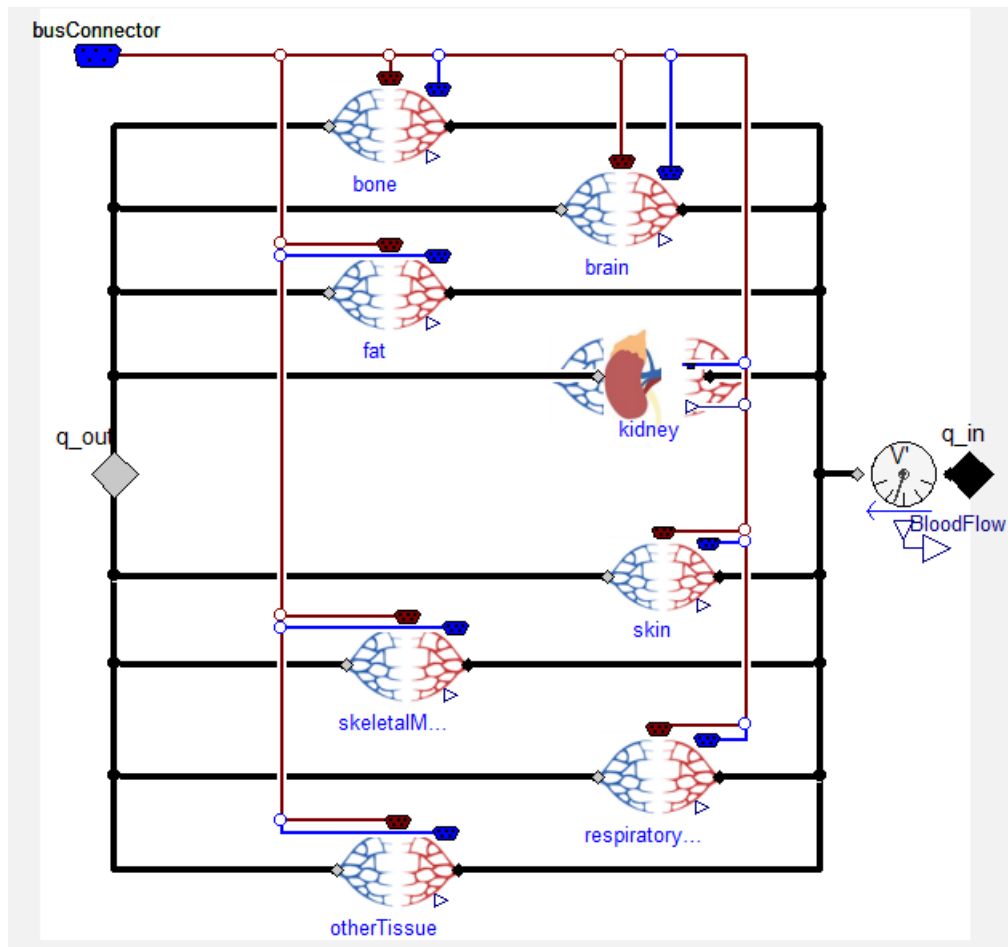 busConnector
bone
brain
fat
kidney
q_out
q_in
V'
BloodFlow
skin
skeletalM...
respiratory...
otherTissue